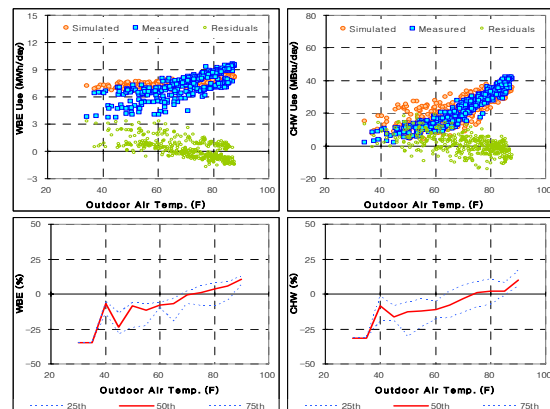 Simulated Measured Residuals
WBE Use (MWh/day)
15
12
9
6
3
0
−3
20 40 60 80 100
Outdoor Air Temp. (F)
Simulated Measured Residuals
CHW Use (MBtu/day)
60
40
20
0
−20
20 40 60 80 100
Outdoor Air Temp. (F)
WBE (%)
50
25
0
−25
−50
20 40 60 80 100
Outdoor Air Temp. (F)
CHW (%)
50
25
0
−25
−50
20 40 60 80 100
Outdoor Air Temp. (F)
25th 50th 75th
25th 50th 75th